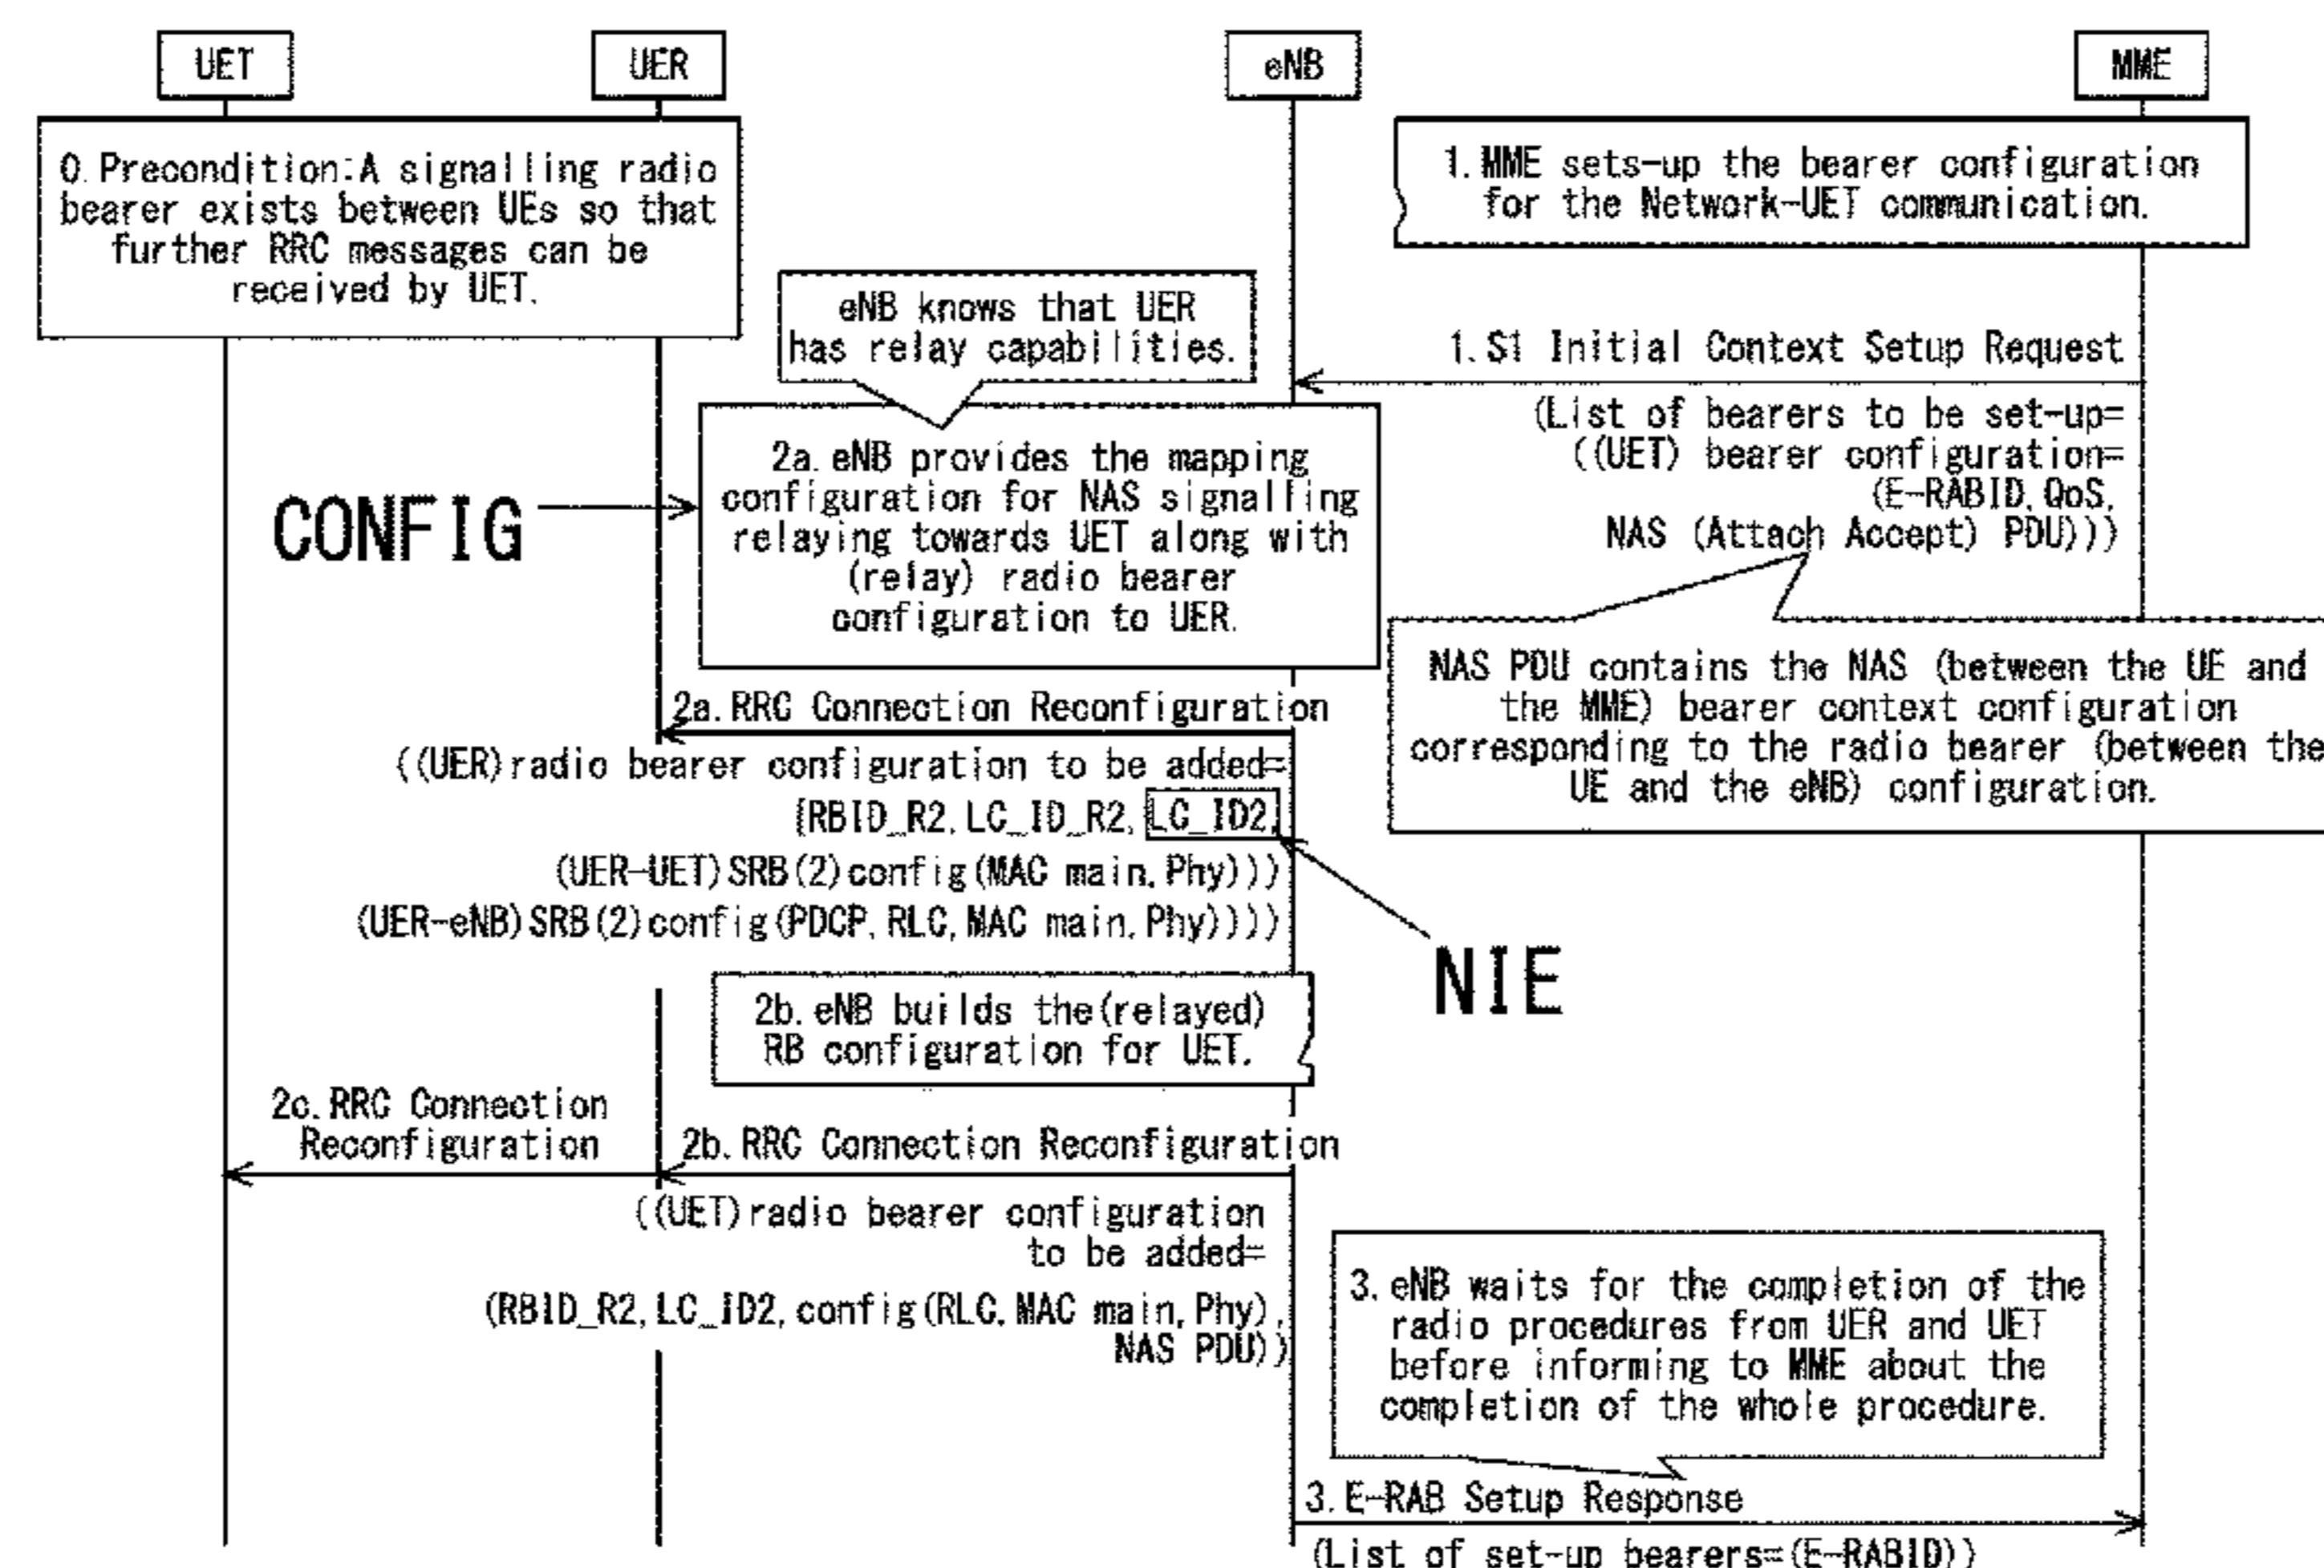 UET
UER
eNB
MME
0.Precondition:A signalling radio
bearer exists between UEs so that
further RRC messages can be
received by UET.
1.MME sets-up the bearer configuration
for the Network-UET communication.
eNB knows that UER
has relay capabilities.
1.S1 Initial Context Setup Request
(List of bearers to be set-up=
((UET) bearer configuration=
(E-RABID,QoS,
NAS (Attach Accept) PDU)))
CONFIG
2a.eNB provides the mapping
configuration for NAS signalling
relaying towards UET along with
(relay) radio bearer
configuration to UER.
NAS PDU contains the NAS (between the UE and
the MME) bearer context configuration
corresponding to the radio bearer (between the
UE and the eNB) configuration.
2a.RRC Connection Reconfiguration
((UER)radio bearer configuration to be added=
{RBID_R2,LC_ID_R2,LC_ID2,
(UER-UET)SRB(2)config(MAC main,Phy)))
(UER-eNB)SRB(2)config(PDCP,RLC,MAC main,Phy))))
NIE
2b.eNB builds the(relayed)
RB configuration for UET.
2c.RRC Connection
Reconfiguration
2b.RRC Connection Reconfiguration
((UET)radio bearer configuration
to be added=
(RBID_R2,LC_ID2,config(RLC,MAC main,Phy),
NAS PDU))
3.eNB waits for the completion of the
radio procedures from UER and UET
before informing to MME about the
completion of the whole procedure.
3.E-RAB Setup Response
(List of set-up bearers=(E-RABID))